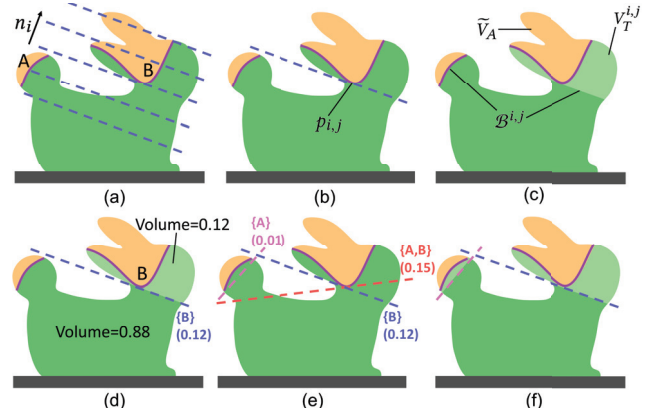 n_i
A
B
(a)
p_{i,j}
(b)
Ṽ_A
V_T^{i,j}
ℬ^{i,j}
(c)
Volume=0.12
B
Volume=0.88
{B}
(0.12)
(d)
{A}
(0.01)
{A,B}
(0.15)
{B}
(0.12)
(e)
(f)